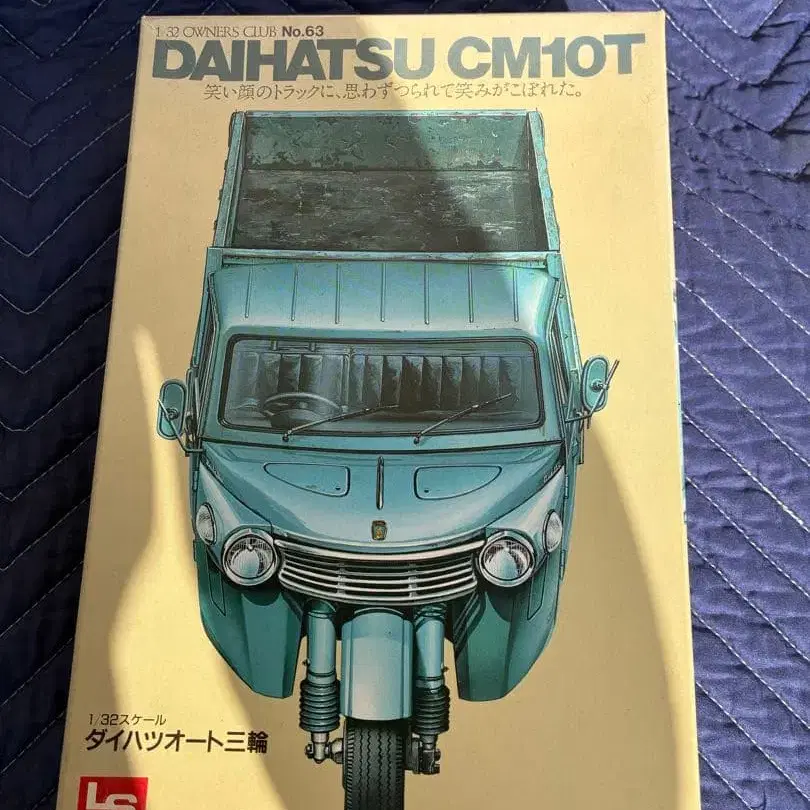 1/32 OWNERS CLUB No.63
DAIHATSU CM10T
笑い顔のトラックに、思わずつられて笑みがこぼれた。
1/32スケール
ダイハツオート三輪
LS